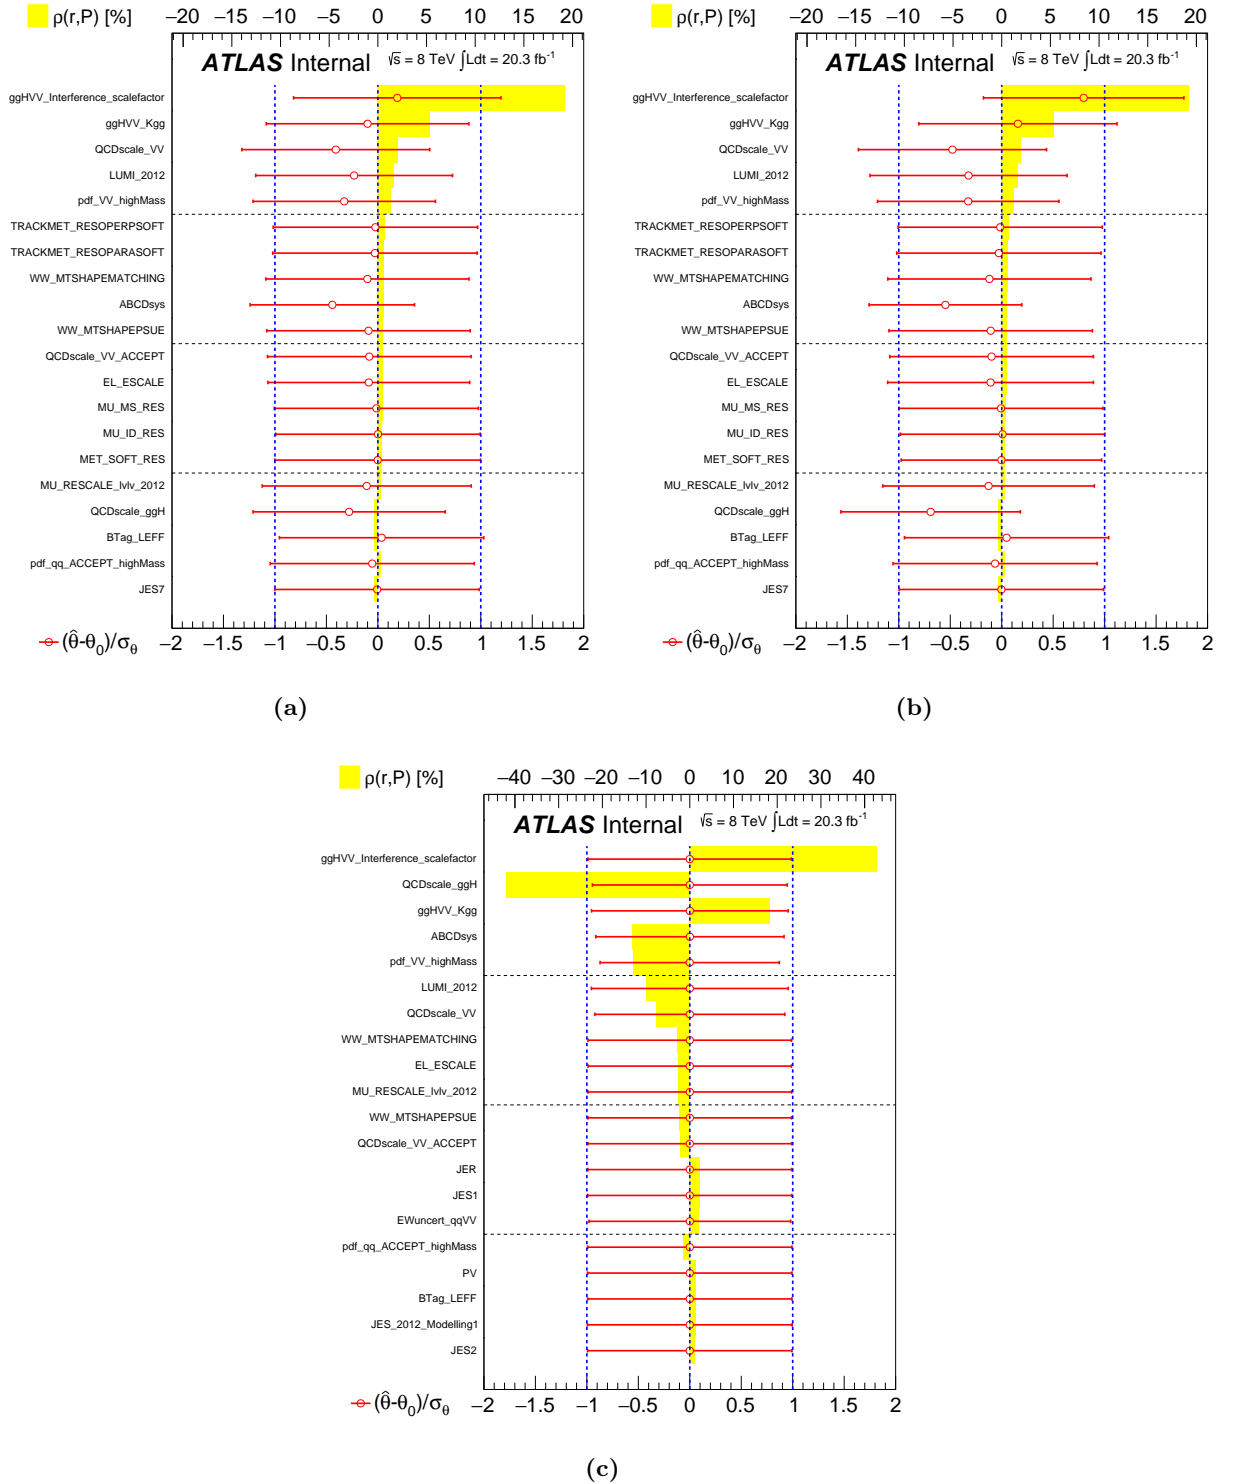 ρ(r,P) [%]
−20 −15 −10 −5 0 5 10 15 20
ATLAS Internal √s = 8 TeV ∫Ldt = 20.3 fb-1
ggHVV_Interference_scalefactor
ggHVV_Kgg
QCDscale_VV
LUMI_2012
pdf_VV_highMass
TRACKMET_RESOPERPSOFT
TRACKMET_RESOPARASOFT
WW_MTSHAPEMATCHING
ABCDsys
WW_MTSHAPEPSUE
QCDscale_VV_ACCEPT
EL_ESCALE
MU_MS_RES
MU_ID_RES
MET_SOFT_RES
MU_RESCALE_lvlv_2012
QCDscale_ggH
BTag_LEFF
pdf_qq_ACCEPT_highMass
JES7
(θ̂-θ0)/σθ
−2 −1.5 −1 −0.5 0 0.5 1 1.5 2
(a)
ρ(r,P) [%]
−20 −15 −10 −5 0 5 10 15 20
ATLAS Internal √s = 8 TeV ∫Ldt = 20.3 fb-1
ggHVV_Interference_scalefactor
ggHVV_Kgg
QCDscale_VV
LUMI_2012
pdf_VV_highMass
TRACKMET_RESOPERPSOFT
TRACKMET_RESOPARASOFT
WW_MTSHAPEMATCHING
ABCDsys
WW_MTSHAPEPSUE
QCDscale_VV_ACCEPT
EL_ESCALE
MU_MS_RES
MU_ID_RES
MET_SOFT_RES
MU_RESCALE_lvlv_2012
QCDscale_ggH
BTag_LEFF
pdf_qq_ACCEPT_highMass
JES7
(θ̂-θ0)/σθ
−2 −1.5 −1 −0.5 0 0.5 1 1.5 2
(b)
ρ(r,P) [%]
−40 −30 −20 −10 0 10 20 30 40
ATLAS Internal √s = 8 TeV ∫Ldt = 20.3 fb-1
ggHVV_Interference_scalefactor
QCDscale_ggH
ggHVV_Kgg
ABCDsys
pdf_VV_highMass
LUMI_2012
QCDscale_VV
WW_MTSHAPEMATCHING
EL_ESCALE
MU_RESCALE_lvlv_2012
WW_MTSHAPEPSUE
QCDscale_VV_ACCEPT
JER
JES1
EWuncert_qqVV
pdf_qq_ACCEPT_highMass
PV
BTag_LEFF
JES_2012_Modelling1
JES2
(θ̂-θ0)/σθ
−2 −1.5 −1 −0.5 0 0.5 1 1.5 2
(c)